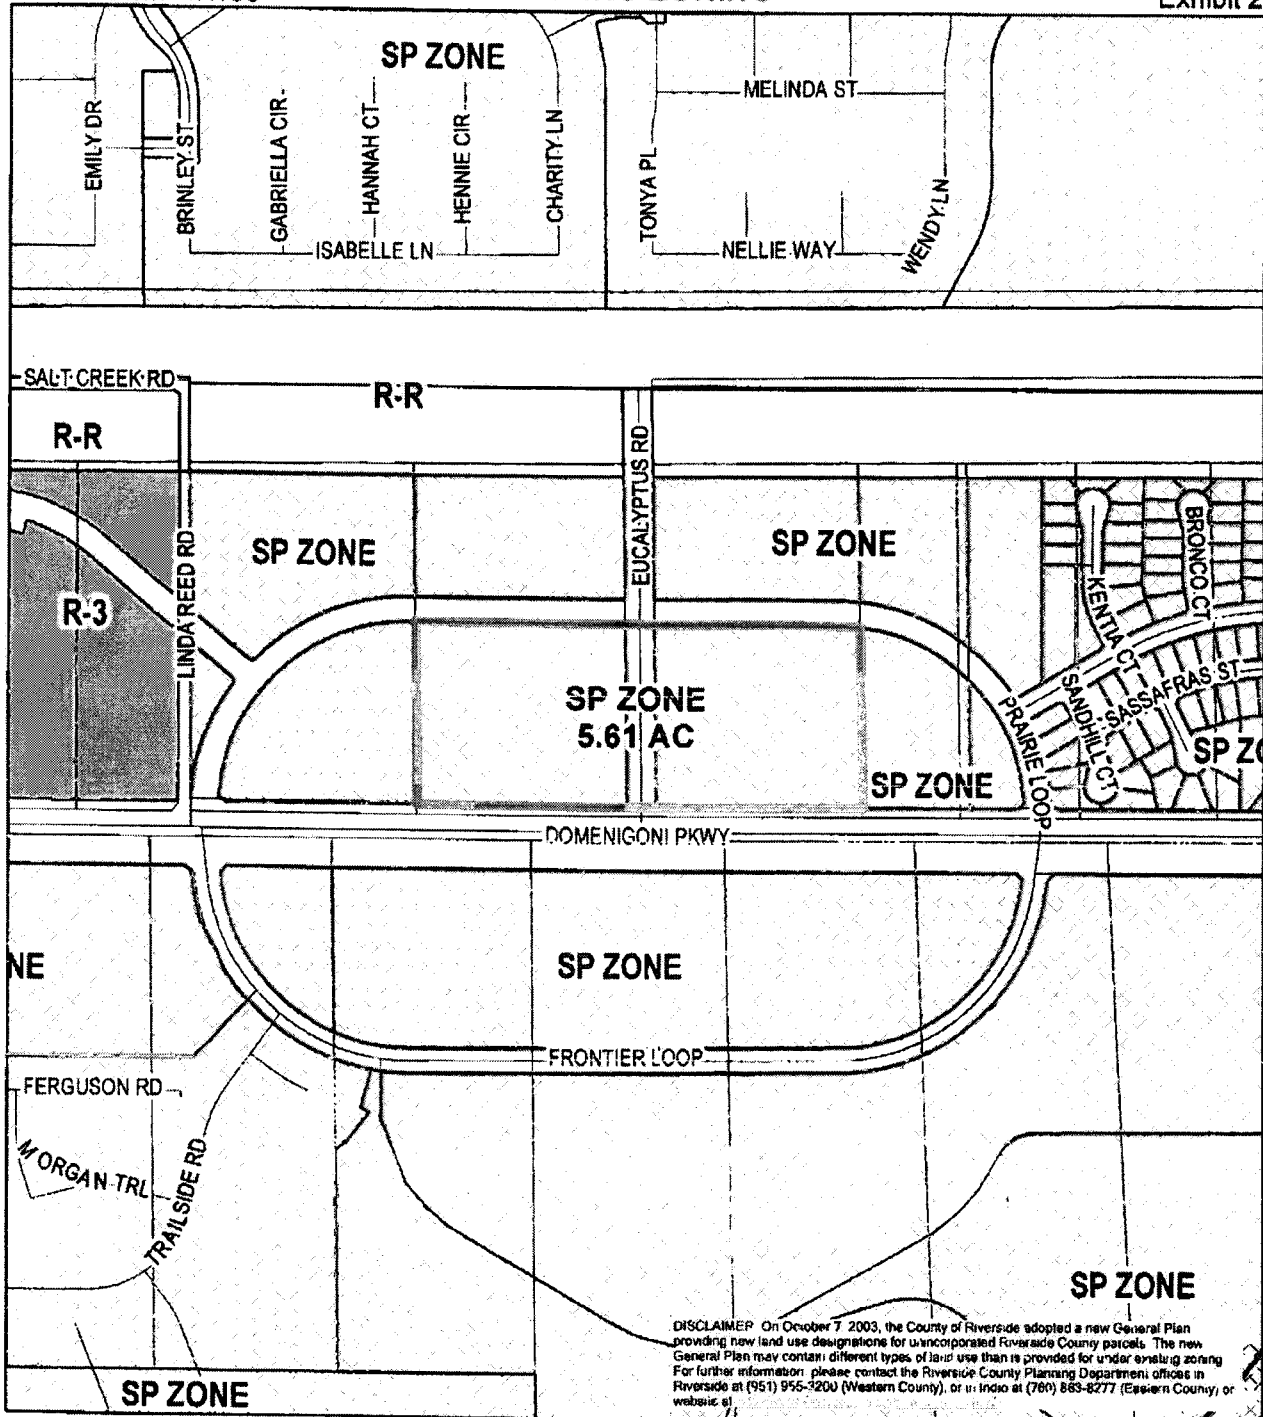 Exhibit 2
SP ZONE
MELINDA ST
EMILY DR
BRINLEY ST
GABRIELLA CIR
HANNAH CT
HENNIE CIR
CHARITY LN
TONYA PL
WENDY LN
ISABELLE LN
NELLIE WAY
SALT CREEK RD
R-R
R-R
EUCALYPTUS RD
LINDA REED RD
SP ZONE
SP ZONE
BRONCO CT
KENTIA CT
R-3
SASSAFRAS ST
SANDHILL CT
SP ZONE
5.61 AC
PRAIRIE LOOP
SP ZO
SP ZONE
DOMENIGONI PKWY
NE
SP ZONE
FRONTIER LOOP
FERGUSON RD
MORGAN TRL
TRAILSIDE RD
SP ZONE
SP ZONE
DISCLAIMER On October 7 2003, the County of Riverside adopted a new General Plan
providing new land use designations for unincorporated Riverside County parcels. The new
General Plan may contain different types of land use than is provided for under existing zoning
For further information please contact the Riverside County Planning Department offices in
Riverside at (951) 955-3200 (Western County), or in Indio at (760) 863-8277 (Eastern County) or
website at